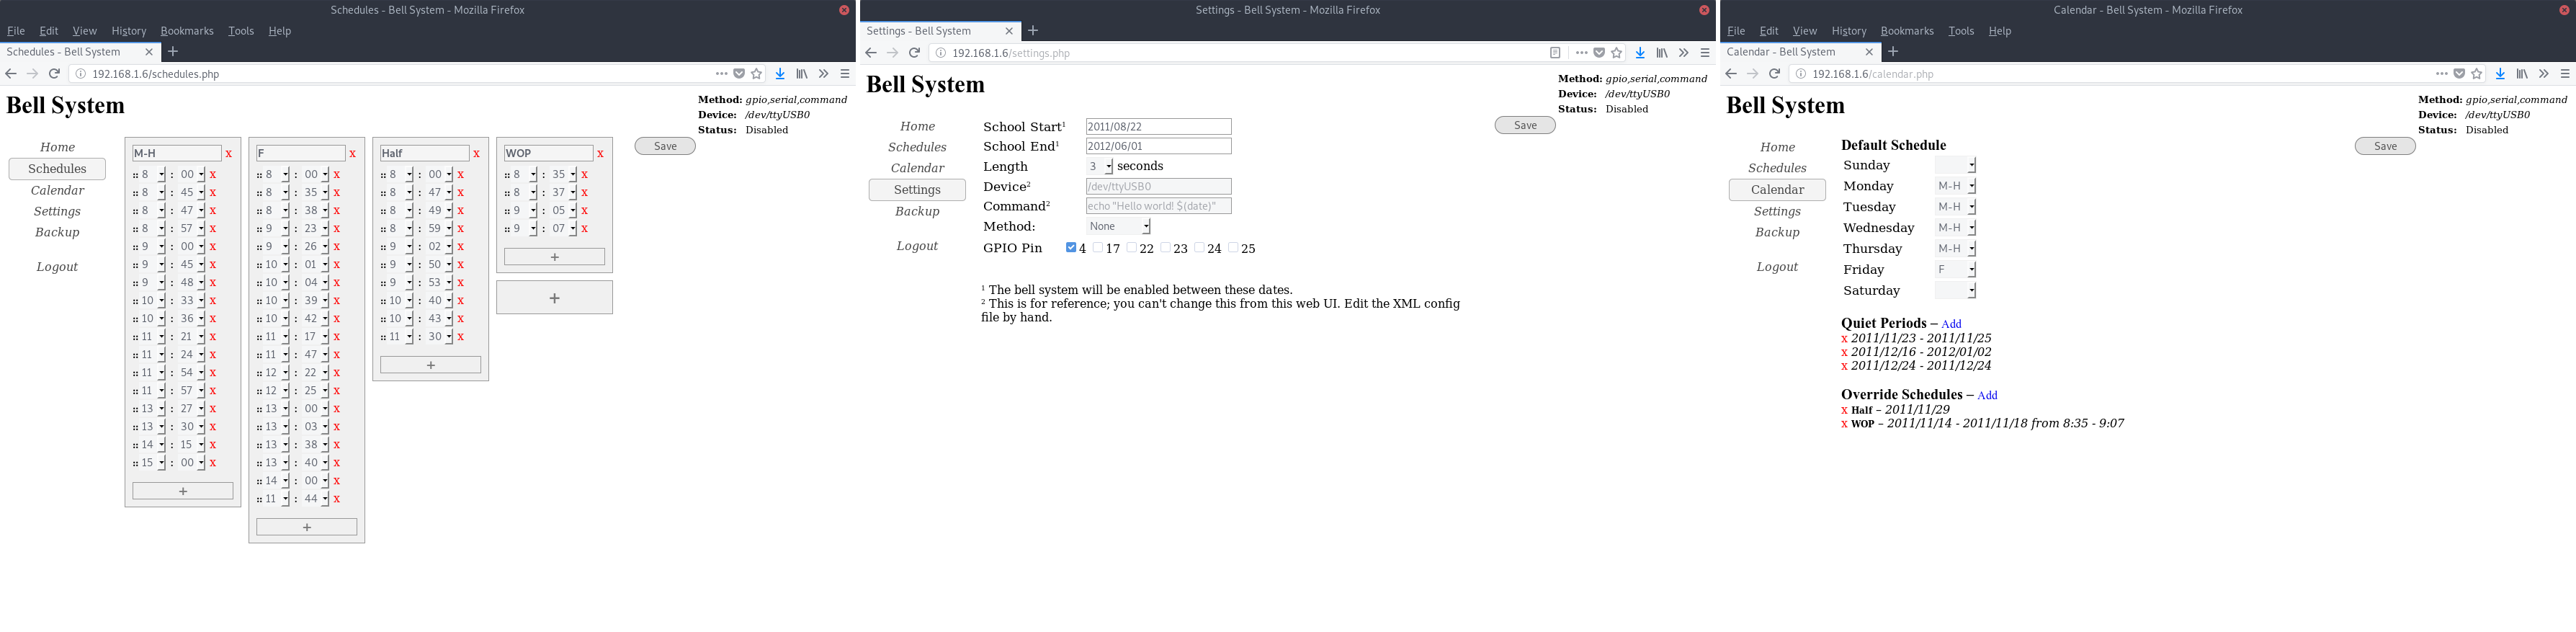 Schedules - Bell System - Mozilla Firefox
File Edit View History Bookmarks Tools Help
Schedules - Bell System
192.168.1.6/schedules.php
Bell System
Method: gpio,serial,command
Device: /dev/ttyUSB0
Status: Disabled
Home
Schedules
Calendar
Settings
Backup
Logout
M-H x
8 : 00 x
8 : 45 x
8 : 47 x
8 : 57 x
9 : 00 x
9 : 45 x
9 : 48 x
10 : 33 x
10 : 36 x
11 : 21 x
11 : 24 x
11 : 54 x
11 : 57 x
13 : 27 x
13 : 30 x
14 : 15 x
15 : 00 x
+
F x
8 : 00 x
8 : 35 x
8 : 38 x
9 : 23 x
9 : 26 x
10 : 01 x
10 : 04 x
10 : 39 x
10 : 42 x
11 : 17 x
11 : 47 x
12 : 22 x
12 : 25 x
13 : 00 x
13 : 03 x
13 : 38 x
13 : 40 x
14 : 00 x
11 : 44 x
+
Half x
8 : 00 x
8 : 47 x
8 : 49 x
8 : 59 x
9 : 02 x
9 : 50 x
9 : 53 x
10 : 40 x
10 : 43 x
11 : 30 x
+
WOP x
8 : 35 x
8 : 37 x
9 : 05 x
9 : 07 x
+
+
Save
Settings - Bell System - Mozilla Firefox
Settings - Bell System
192.168.1.6/settings.php
Bell System
Method: gpio,serial,command
Device: /dev/ttyUSB0
Status: Disabled
Home
Schedules
Calendar
Settings
Backup
Logout
School Start¹ 2011/08/22
School End¹ 2012/06/01
Length 3 seconds
Device² /dev/ttyUSB0
Command² echo "Hello world! $(date)"
Method: None
GPIO Pin 4 17 22 23 24 25
Save
¹ The bell system will be enabled between these dates.
² This is for reference; you can't change this from this web UI. Edit the XML config
file by hand.
Calendar - Bell System - Mozilla Firefox
File Edit View History Bookmarks Tools Help
Calendar - Bell System
192.168.1.6/calendar.php
Bell System
Method: gpio,serial,command
Device: /dev/ttyUSB0
Status: Disabled
Home
Schedules
Calendar
Settings
Backup
Logout
Save
Default Schedule
Sunday
Monday M-H
Tuesday M-H
Wednesday M-H
Thursday M-H
Friday F
Saturday
Quiet Periods – Add
x 2011/11/23 - 2011/11/25
x 2011/12/16 - 2012/01/02
x 2011/12/24 - 2011/12/24
Override Schedules – Add
x Half – 2011/11/29
x WOP – 2011/11/14 - 2011/11/18 from 8:35 - 9:07